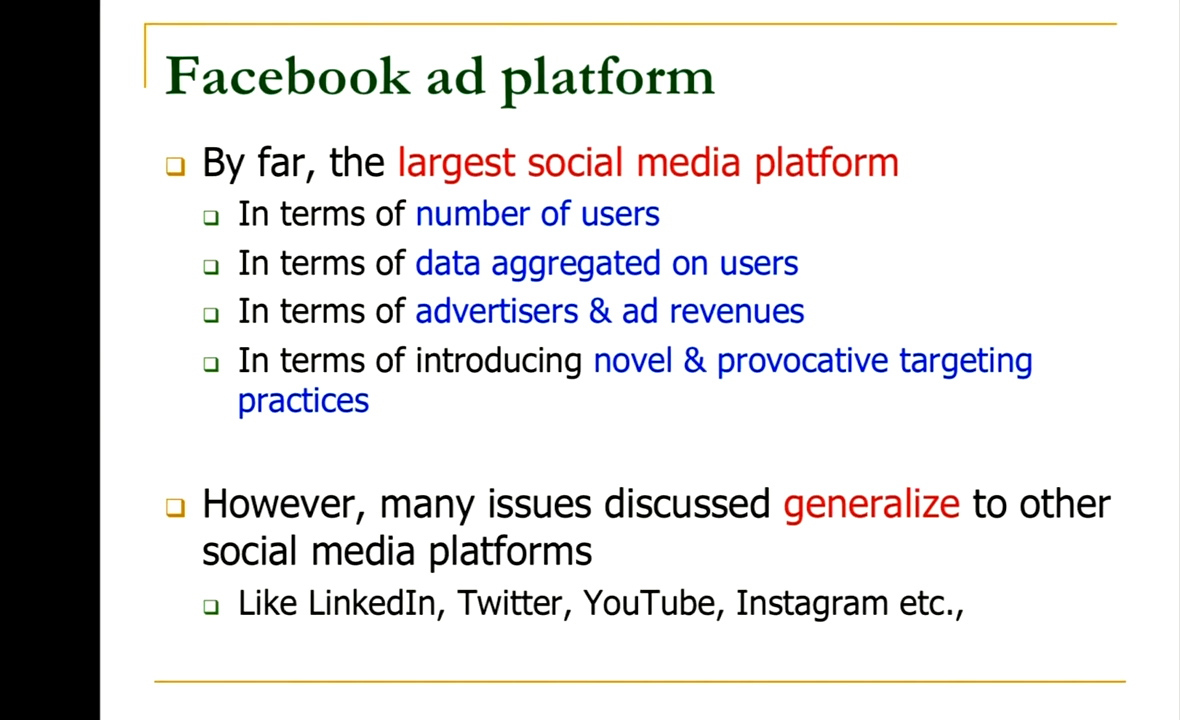 Facebook ad platform
By far, the largest social media platform
In terms of number of users
In terms of data aggregated on users
In terms of advertisers & ad revenues
In terms of introducing novel & provocative targeting
practices
However, many issues discussed generalize to other
social media platforms
Like LinkedIn, Twitter, YouTube, Instagram etc.,